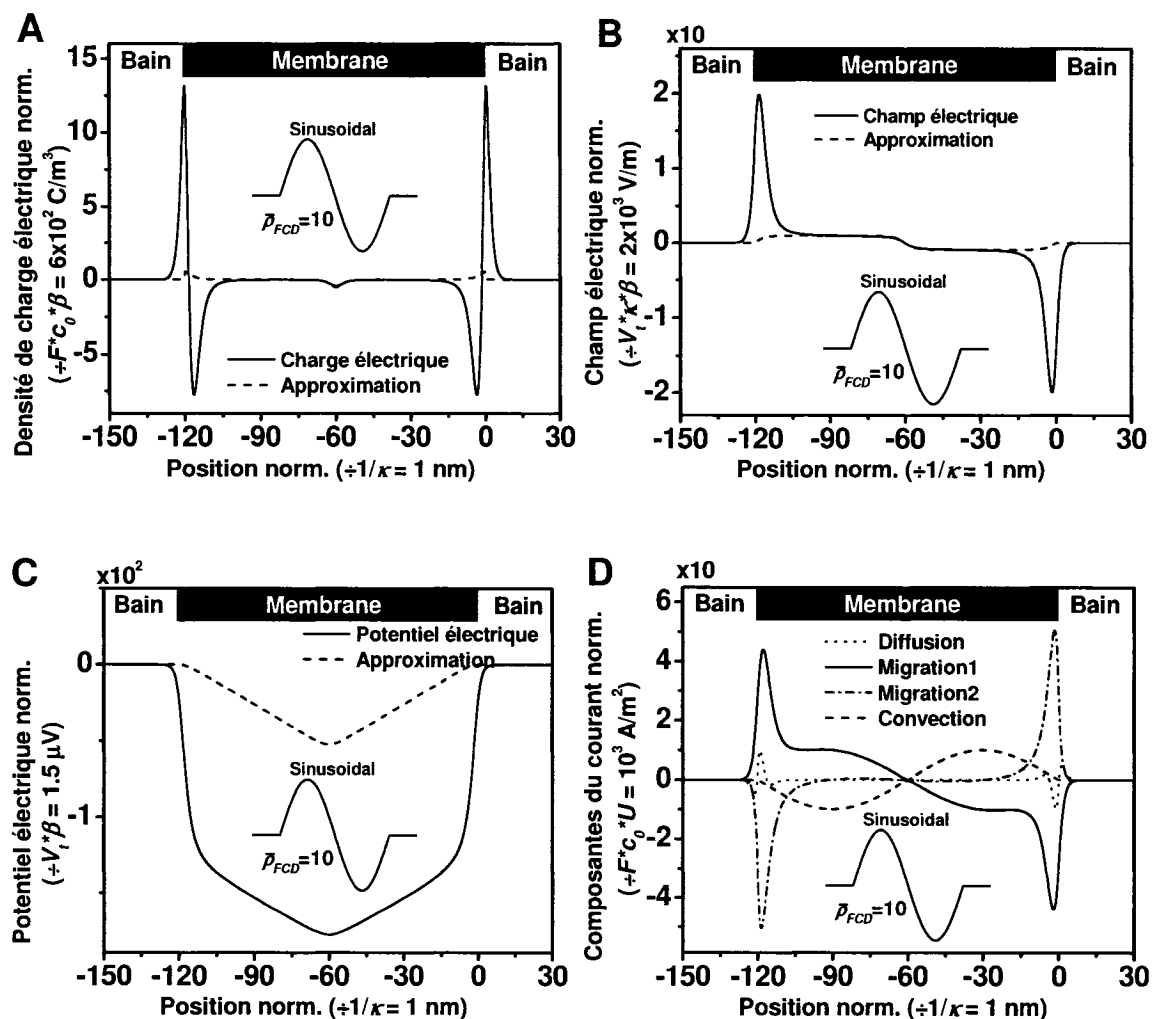 A
Densité de charge électrique norm.
(÷F*c₀*β = 6x10² C/m³)
15
10
5
0
-5
Bain
Membrane
Bain
Sinusoidal
ρ̄FCD=10
Charge électrique
Approximation
-150 -120 -90 -60 -30 0 30
Position norm. (÷1/κ = 1 nm)
B
x10
Champ électrique norm.
(÷Vₜ*κ*β = 2x10³ V/m)
2
1
0
-1
-2
Bain
Membrane
Bain
Champ électrique
Approximation
Sinusoidal
ρ̄FCD=10
-150 -120 -90 -60 -30 0 30
Position norm. (÷1/κ = 1 nm)
C
x10²
Potentiel électrique norm.
(÷Vₜ*β = 1.5 µV)
0
-1
Bain
Membrane
Bain
Potentiel électrique
Approximation
Sinusoidal
ρ̄FCD=10
-150 -120 -90 -60 -30 0 30
Position norm. (÷1/κ = 1 nm)
D
x10
Composantes du courant norm.
(÷F*c₀*U = 10³ A/m²)
6
4
2
0
-2
-4
Bain
Membrane
Bain
Diffusion
Migration1
Migration2
Convection
Sinusoidal
ρ̄FCD=10
-150 -120 -90 -60 -30 0 30
Position norm. (÷1/κ = 1 nm)